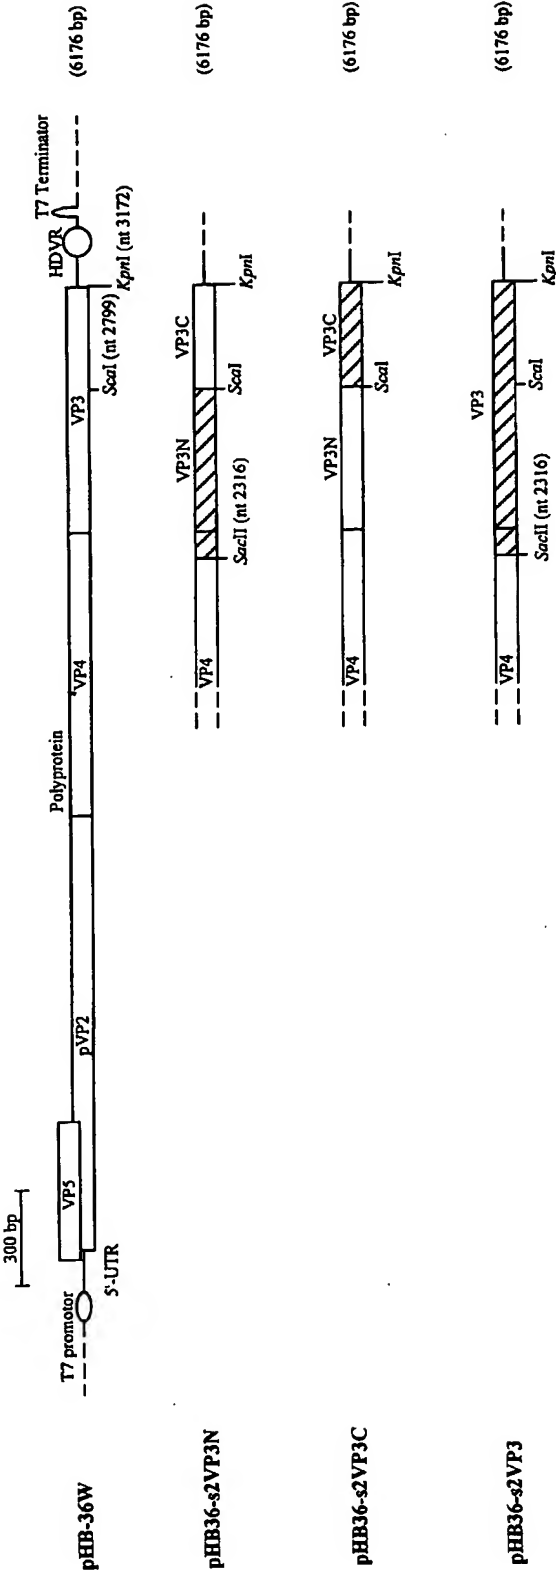 300 bp
T7 promotor
5'-UTR
VP5
pVP2
Polyprotein
VP4
VP3
HDVR
T7 Terminator
ScaI (nt 2799)
KpnI (nt 3172)
pHB-36W
(6176 bp)
VP4
VP3N
VP3C
SacII (nt 2316)
ScaI
KpnI
pHB36-s2VP3N
(6176 bp)
VP4
VP3N
VP3C
ScaI
KpnI
pHB36-s2VP3C
(6176 bp)
VP4
VP3
SacII (nt 2316)
ScaI
KpnI
pHB36-s2VP3
(6176 bp)